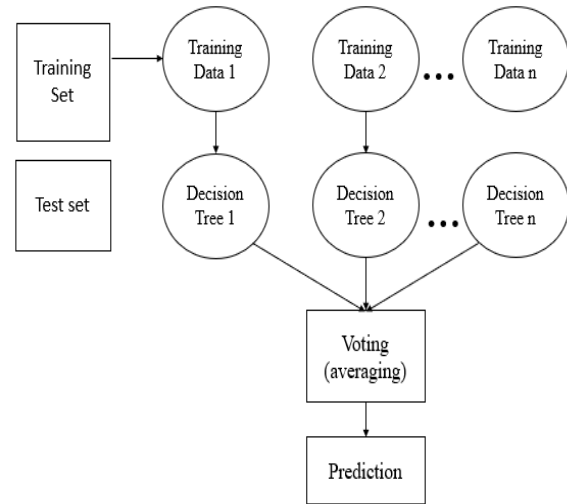 Training
Set
Training
Data 1
Training
Data 2
...
Training
Data n
Test set
Decision
Tree 1
Decision
Tree 2
...
Decision
Tree n
Voting
(averaging)
Prediction